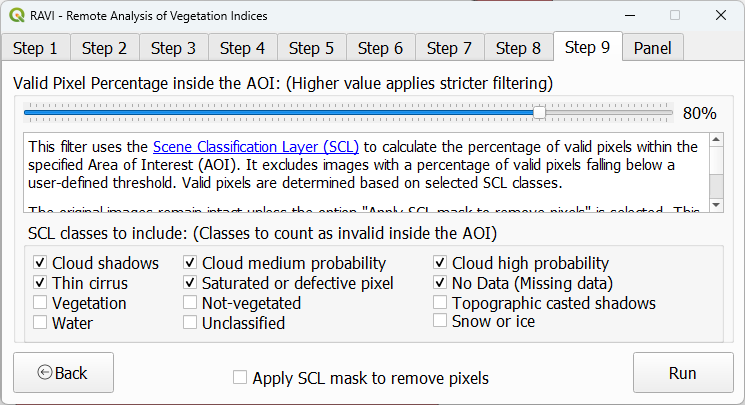 RAVI - Remote Analysis of Vegetation Indices
Step 1 Step 2 Step 3 Step 4 Step 5 Step 6 Step 7 Step 8 Step 9 Panel
Valid Pixel Percentage inside the AOI: (Higher value applies stricter filtering)
80%
This filter uses the Scene Classification Layer (SCL) to calculate the percentage of valid pixels within the
specified Area of Interest (AOI). It excludes images with a percentage of valid pixels falling below a
user-defined threshold. Valid pixels are determined based on selected SCL classes.
The original images remain intact unless the option "Apply SCL mask to remove pixels" is selected. This
SCL classes to include: (Classes to count as invalid inside the AOI)
Cloud shadows Cloud medium probability Cloud high probability
Thin cirrus Saturated or defective pixel No Data (Missing data)
Vegetation Not-vegetated Topographic casted shadows
Water Unclassified Snow or ice
Back Apply SCL mask to remove pixels Run